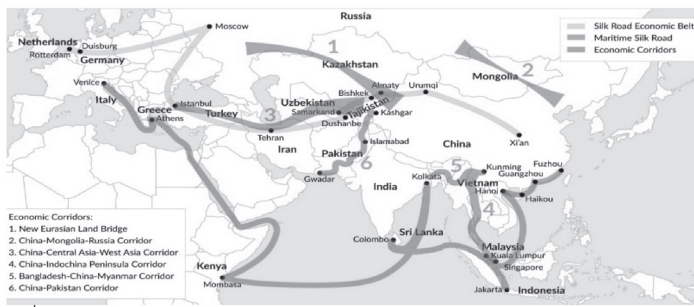 Russia
Silk Road Economic Belt
Maritime Silk Road
Economic Corridors
Moscow
Netherlands
Duisburg
Rotterdam
Germany
1
Kazakhstan
Mongolia
2
Venice
Italy
Almaty
Urumqi
Bishkek
Istanbul
Greece
Turkey
Athens
3
Uzbekistan
Samarkand
Tajikistan
Kashgar
Dushanbe
Tehran
Iran
Islamabad
China
Xi'an
Pakistan
6
Gwadar
India
Kolkata
5
Kunming
Fuzhou
Guangzhou
Vietnam
Hanoi
Haikou
4
Economic Corridors:
1. New Eurasian Land Bridge
2. China-Mongolia-Russia Corridor
3. China-Central Asia-West Asia Corridor
4. China-Indochina Peninsula Corridor
5. Bangladesh-China-Myanmar Corridor
6. China-Pakistan Corridor
Colombo
Sri Lanka
Malaysia
Kuala Lumpur
Singapore
Kenya
Mombasa
Jakarta
Indonesia